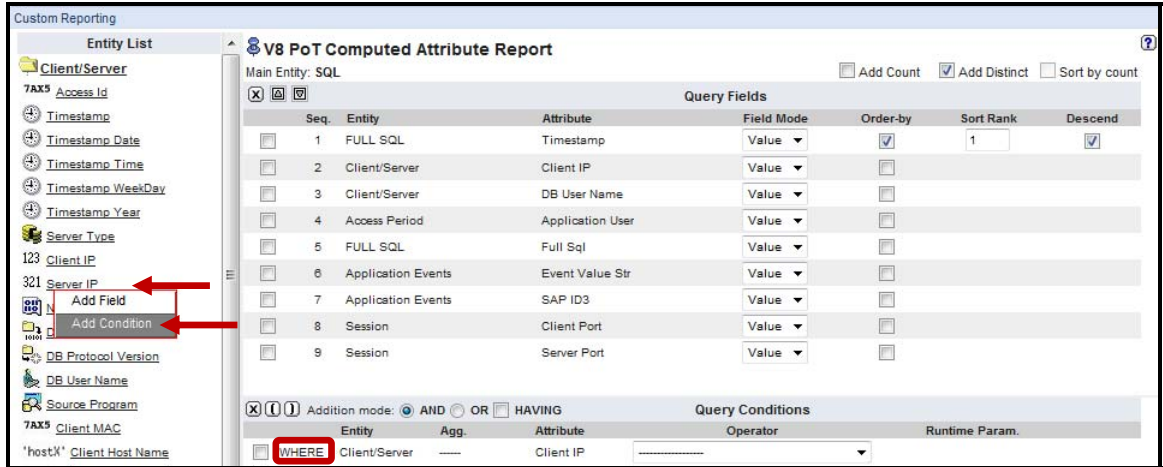 Custom Reporting
Entity List
Client/Server
7AX5 Access Id
Timestamp
Timestamp Date
Timestamp Time
Timestamp WeekDay
Timestamp Year
Server Type
123 Client IP
321 Server IP
N
Add Field
D
Add Condition
DB Protocol Version
DB User Name
Source Program
7AX5 Client MAC
"hostX" Client Host Name
V8 PoT Computed Attribute Report
?
Main Entity: SQL
Add Count Add Distinct Sort by count
X Query Fields
Seq. Entity Attribute Field Mode Order-by Sort Rank Descend
1 FULL SQL Timestamp Value 1
2 Client/Server Client IP Value
3 Client/Server DB User Name Value
4 Access Period Application User Value
5 FULL SQL Full Sql Value
6 Application Events Event Value Str Value
7 Application Events SAP ID3 Value
8 Session Client Port Value
9 Session Server Port Value
X ( ) Addition mode: AND OR HAVING Query Conditions
Entity Agg. Attribute Operator Runtime Param.
WHERE Client/Server ------ Client IP ------------------